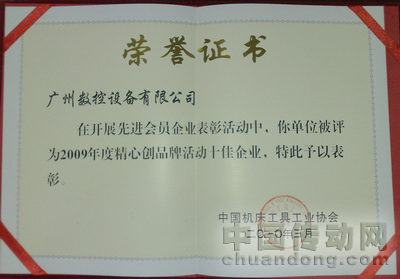 荣誉证书
广州数控设备有限公司
在开展先进会员企业表彰活动中，你单位被评
为2009年度精心创品牌活动十佳企业，特此予以表
彰。
中国机床工具工业协会
二〇一〇年三月
中国传动网
chuandong.com